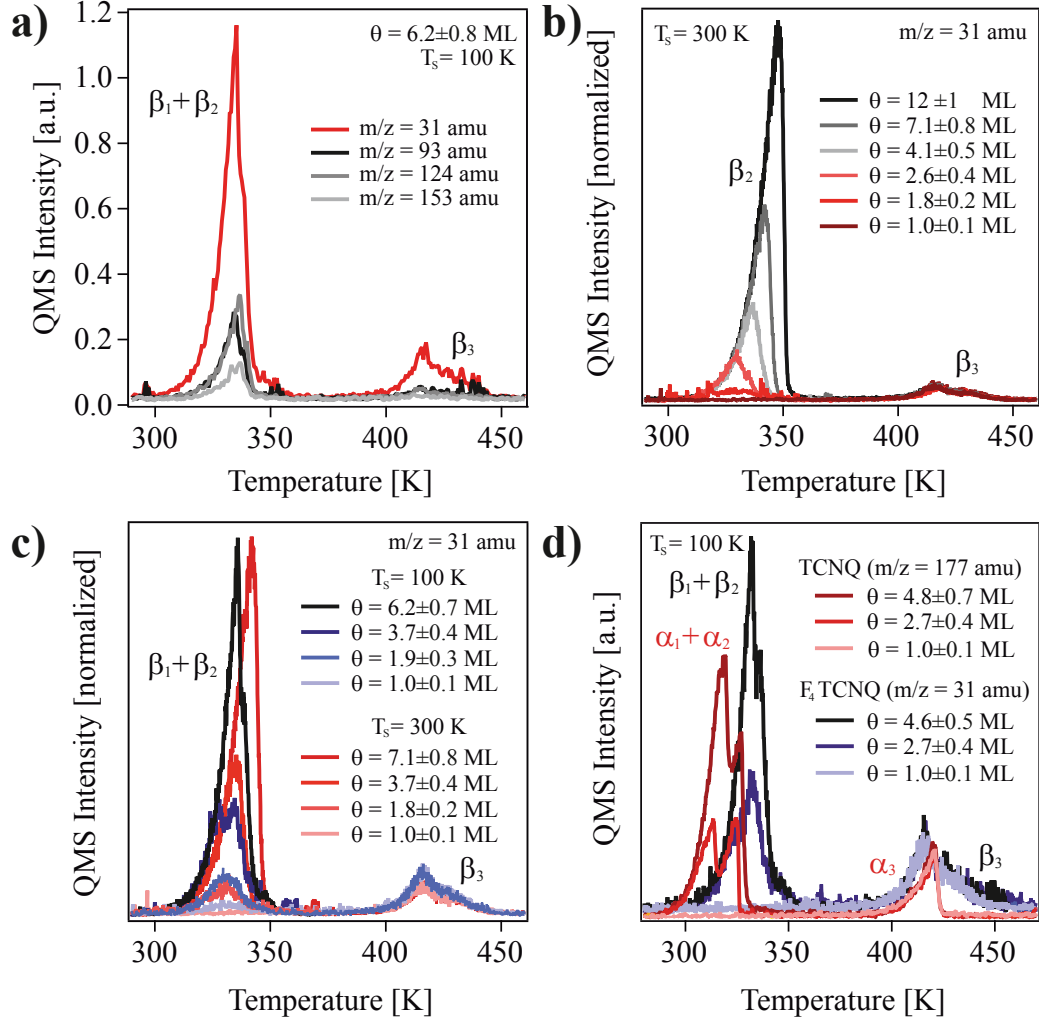 a)
θ = 6.2±0.8 ML
Tₛ = 100 K
β₁+β₂
m/z = 31 amu
m/z = 93 amu
m/z = 124 amu
m/z = 153 amu
β₃
QMS Intensity [a.u.]
1.2
1.0
0.8
0.6
0.4
0.2
0.0
300
350
400
450
Temperature [K]
b)
Tₛ = 300 K
m/z = 31 amu
β₂
θ = 12 ±1 ML
θ = 7.1±0.8 ML
θ = 4.1±0.5 ML
θ = 2.6±0.4 ML
θ = 1.8±0.2 ML
θ = 1.0±0.1 ML
β₃
QMS Intensity [normalized]
300
350
400
450
Temperature [K]
c)
m/z = 31 amu
Tₛ = 100 K
θ = 6.2±0.7 ML
θ = 3.7±0.4 ML
θ = 1.9±0.3 ML
θ = 1.0±0.1 ML
β₁+β₂
Tₛ = 300 K
θ = 7.1±0.8 ML
θ = 3.7±0.4 ML
θ = 1.8±0.2 ML
θ = 1.0±0.1 ML
β₃
QMS Intensity [normalized]
300
350
400
450
Temperature [K]
d)
Tₛ = 100 K
β₁+β₂
α₁+α₂
TCNQ (m/z = 177 amu)
θ = 4.8±0.7 ML
θ = 2.7±0.4 ML
θ = 1.0±0.1 ML
F₄TCNQ (m/z = 31 amu)
θ = 4.6±0.5 ML
θ = 2.7±0.4 ML
θ = 1.0±0.1 ML
α₃
β₃
QMS Intensity [a.u.]
300
350
400
450
Temperature [K]